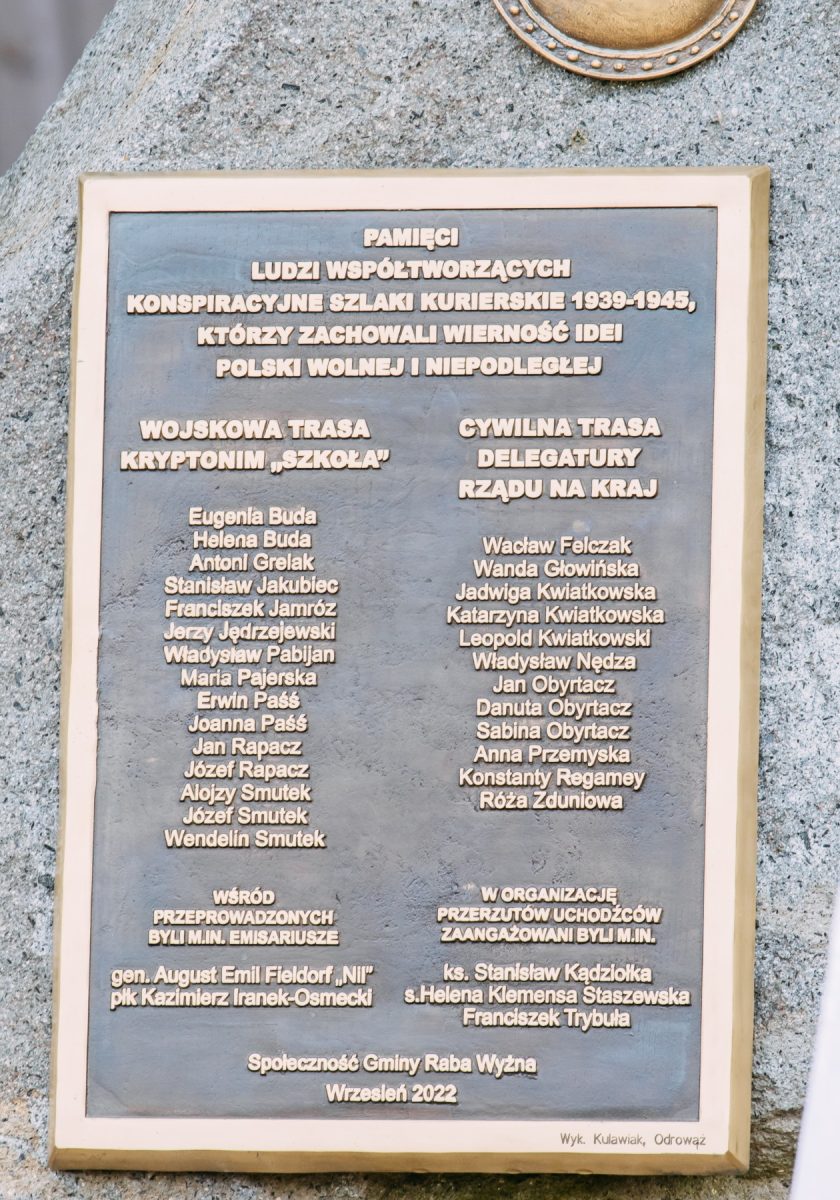 PAMIĘCI
LUDZI WSPÓŁTWORZĄCYCH
KONSPIRACYJNE SZLAKI KURIERSKIE 1939-1945,
KTÓRZY ZACHOWALI WIERNOŚĆ IDEI
POLSKI WOLNEJ I NIEPODLEGŁEJ
WOJSKOWA TRASA
KRYPTONIM „SZKOŁA”
Eugenia Buda
Helena Buda
Antoni Grelak
Stanisław Jakubiec
Franciszek Jamróz
Jerzy Jędrzejewski
Władysław Pabijan
Maria Pajerska
Erwin Paśś
Joanna Paśś
Jan Rapacz
Józef Rapacz
Alojzy Smutek
Józef Smutek
Wendelin Smutek
CYWILNA TRASA
DELEGATURY
RZĄDU NA KRAJ
Wacław Felczak
Wanda Głowińska
Jadwiga Kwiatkowska
Katarzyna Kwiatkowska
Leopold Kwiatkowski
Władysław Nędza
Jan Obyrtacz
Danuta Obyrtacz
Sabina Obyrtacz
Anna Przemyska
Konstanty Regamey
Róża Zduniowa
WŚRÓD
PRZEPROWADZONYCH
BYLI M.IN. EMISARIUSZE
gen. August Emil Fieldorf „Nil”
płk Kazimierz Iranek-Osmecki
W ORGANIZACJĘ
PRZERZUTÓW UCHODŹCÓW
ZAANGAŻOWANI BYLI M.IN.
ks. Stanisław Kądziołka
s.Helena Klemensa Staszewska
Franciszek Trybuła
Społeczność Gminy Raba Wyżna
Wrzesień 2022
Wyk. Kulawiak, Odrowąż